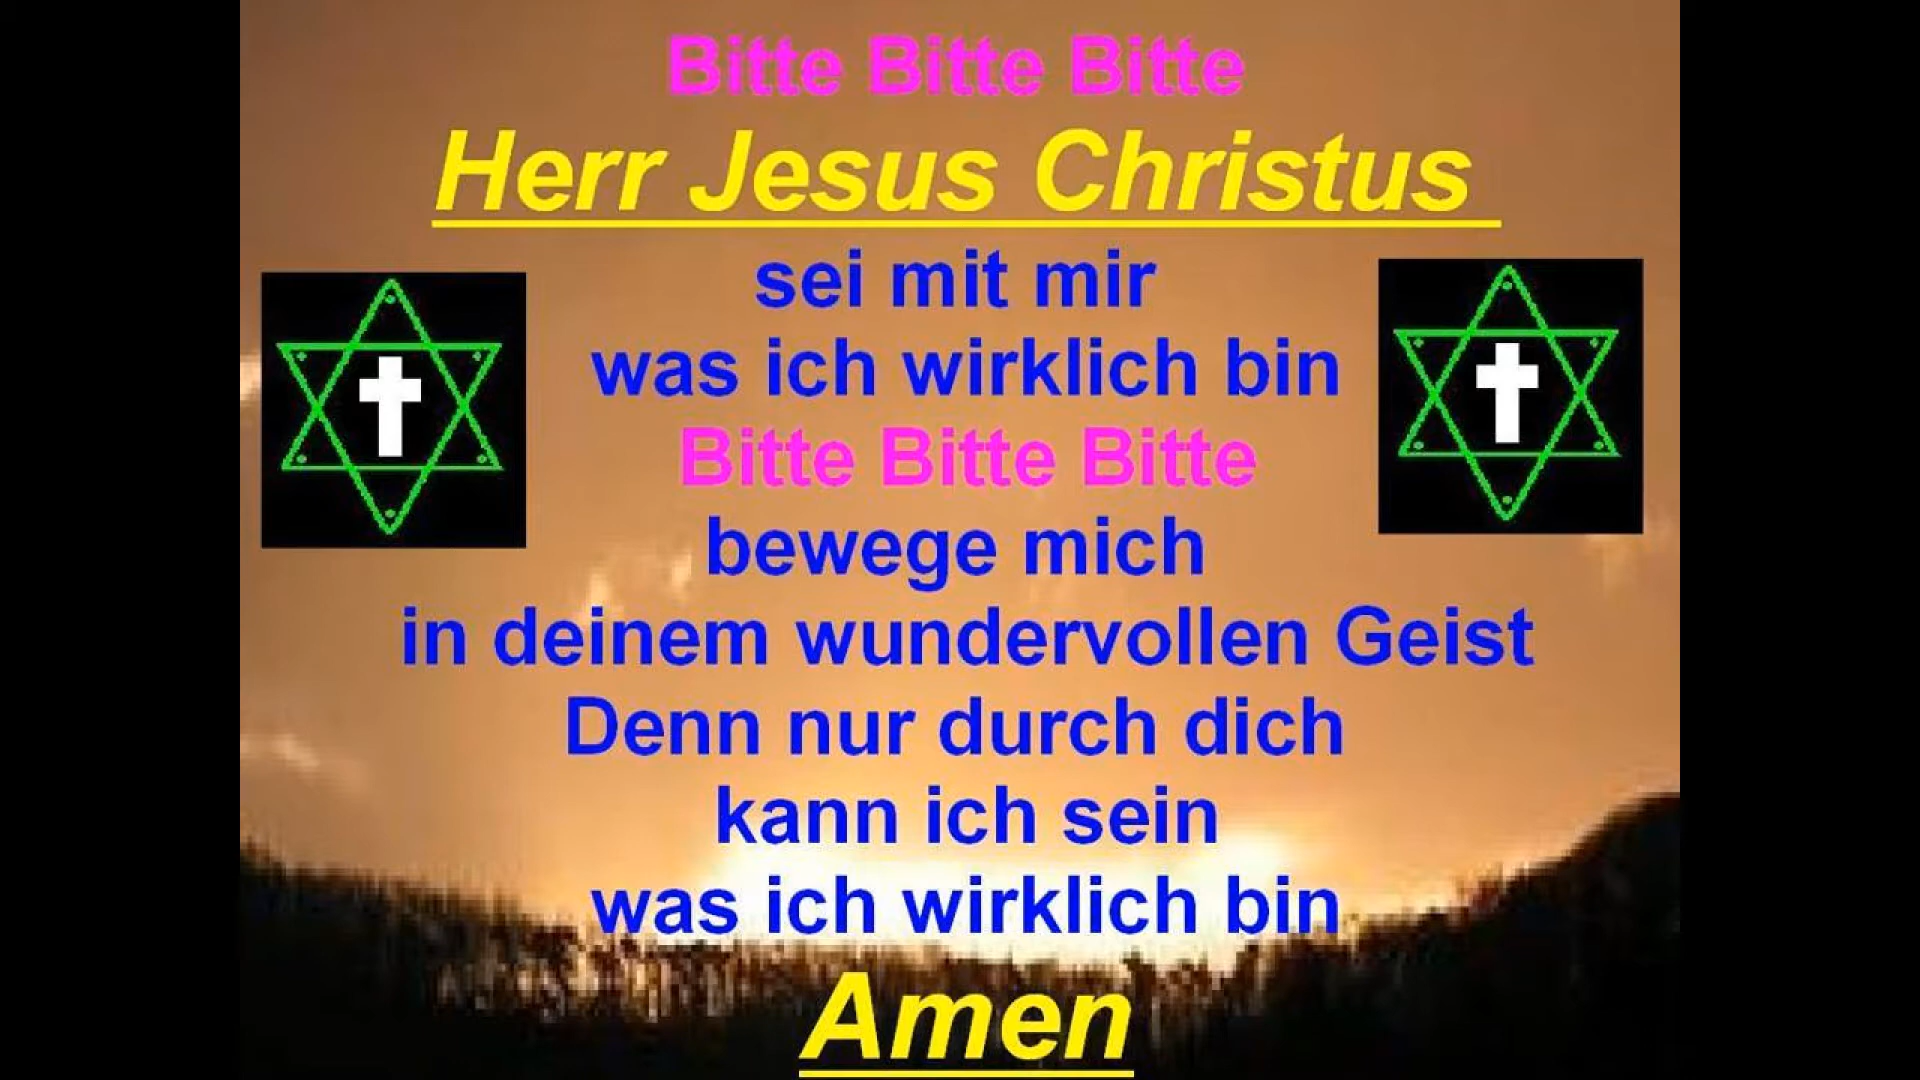 Bitte Bitte Bitte
Herr Jesus Christus
sei mit mir
was ich wirklich bin
Bitte Bitte Bitte
bewege mich
in deinem wundervollen Geist
Denn nur durch dich
kann ich sein
was ich wirklich bin
Amen